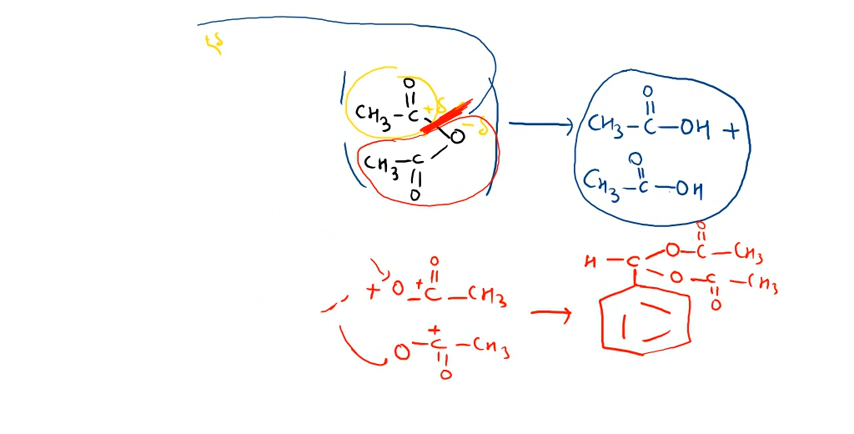 O
CH₃ – C +δ
O -δ
CH₃ – C
O
O
CH₃ – C – OH +
O
CH₃ – C – OH
O
H – C – O – C – CH₃
O – C – CH₃
O
O
+ O – C + – CH₃
O – C + – CH₃
O